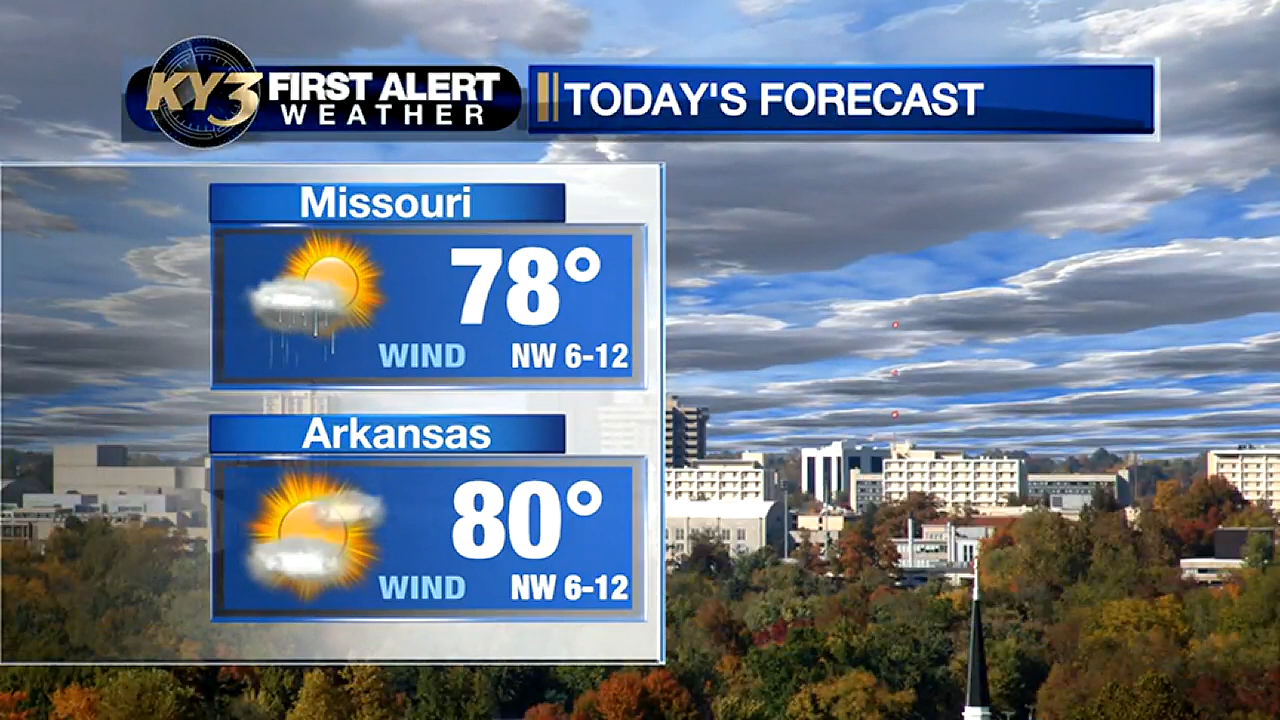 KY3 FIRST ALERT
WEATHER
TODAY'S FORECAST
Missouri
78°
WIND NW 6-12
Arkansas
80°
WIND NW 6-12